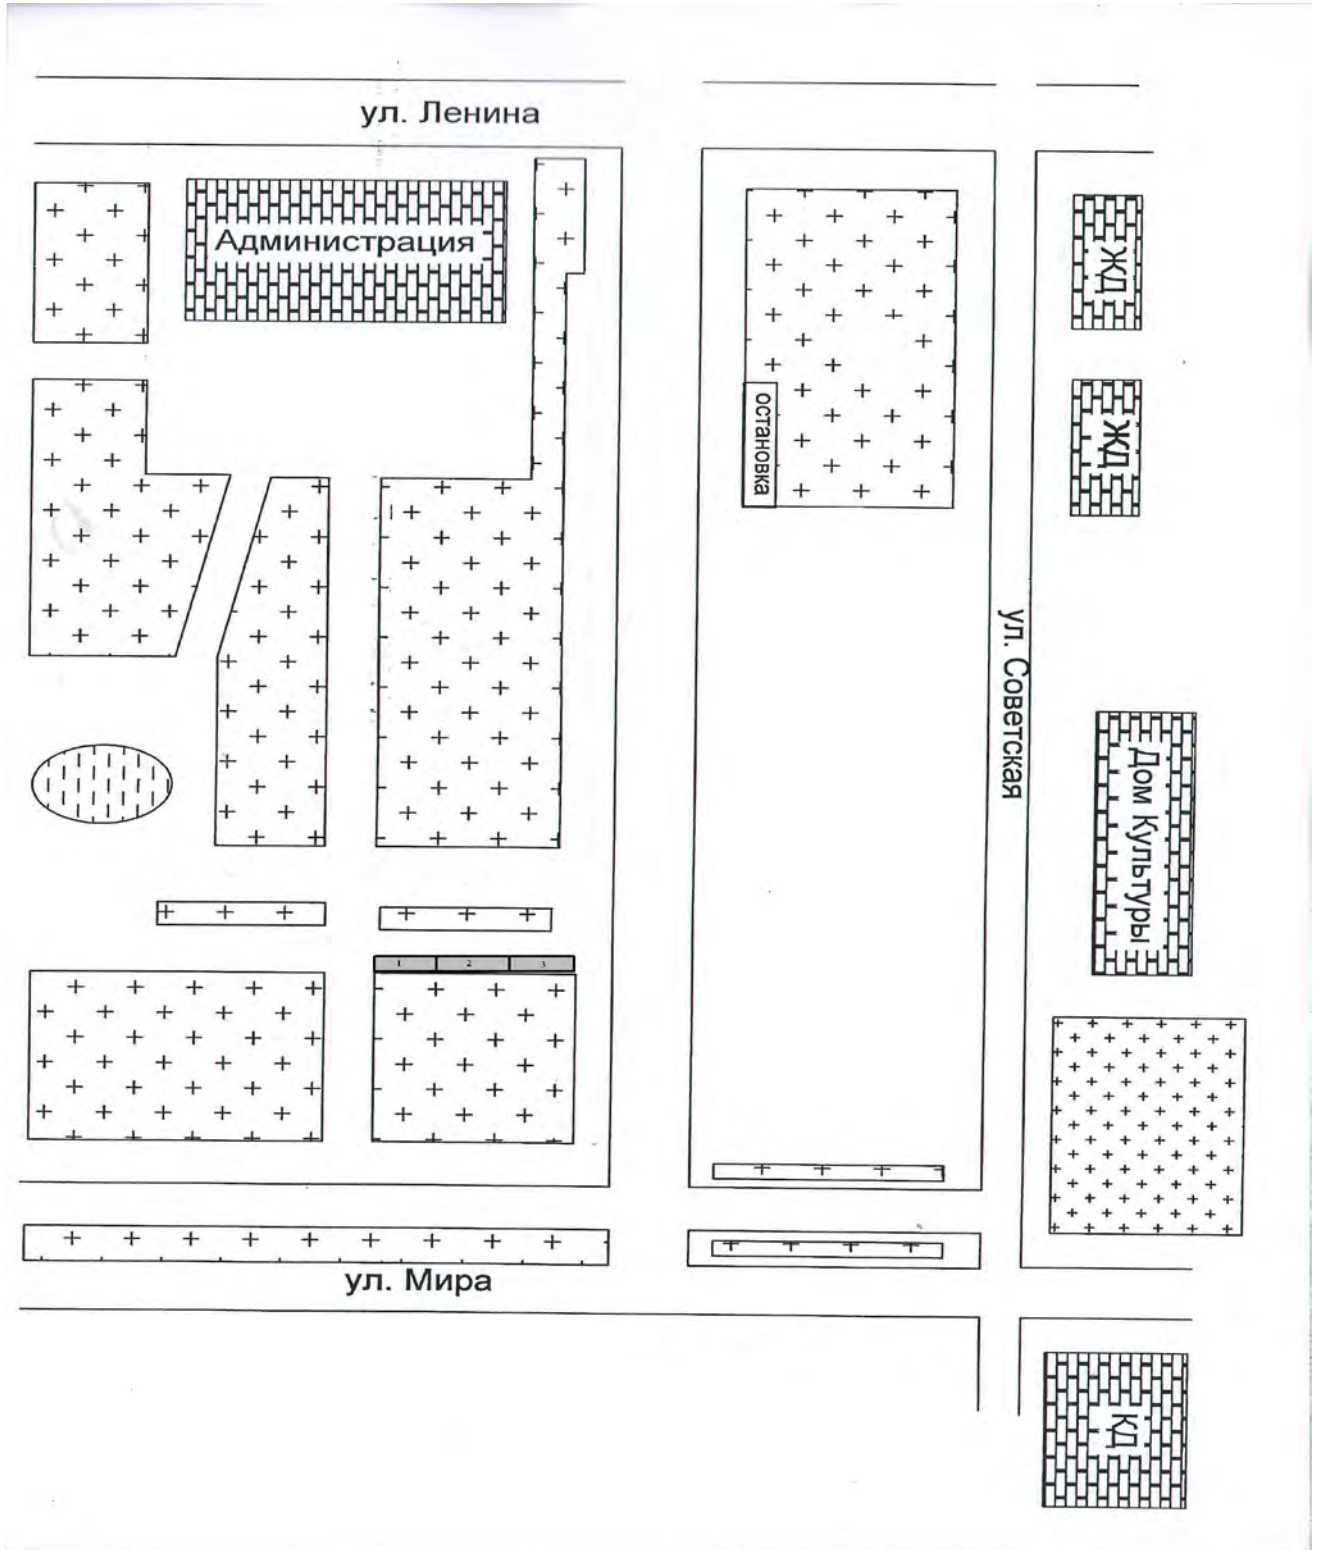 ул. Ленина
Администрация
ЖД
остановка
ЖД
ул. Советская
Дом Культуры
1 2 3
ул. Мира
КД